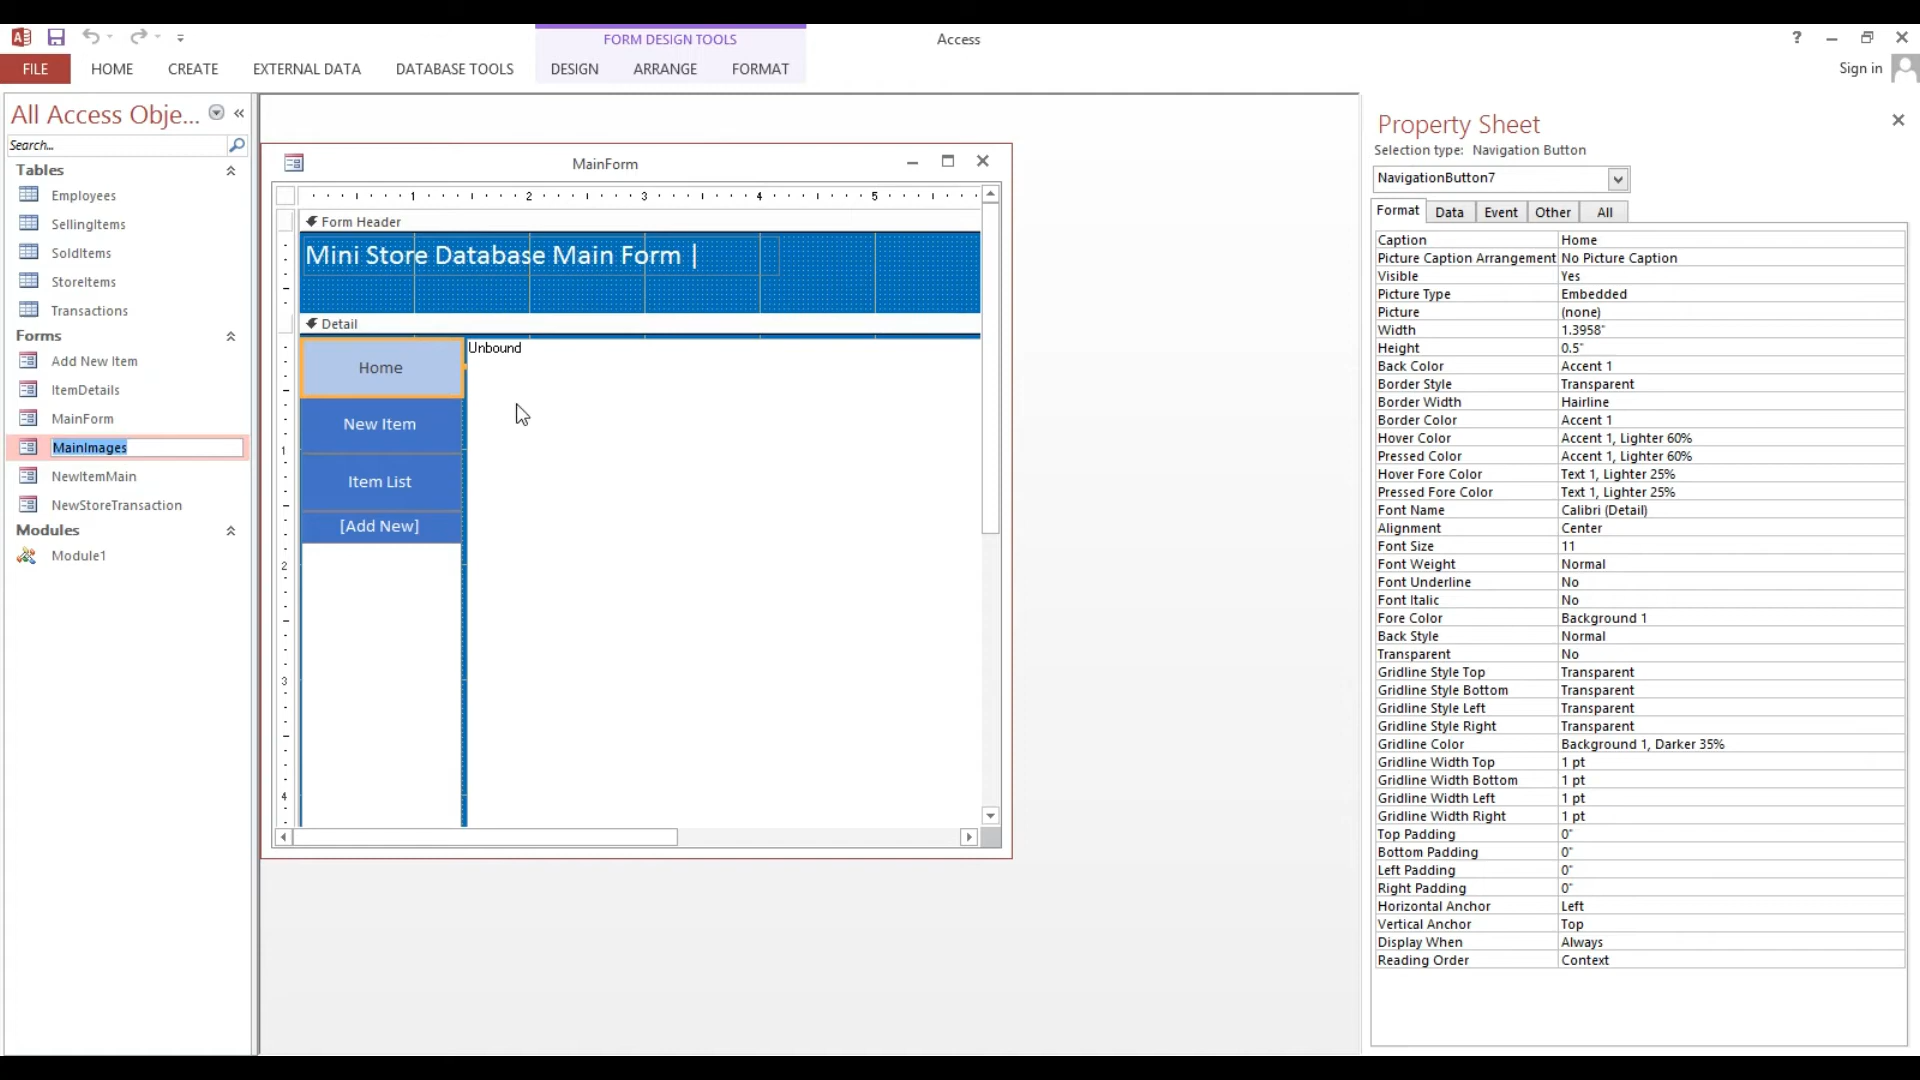 FORM DESIGN TOOLS
Access
?
FILE
HOME
CREATE
EXTERNAL DATA
DATABASE TOOLS
DESIGN
ARRANGE
FORMAT
Sign in
All Access Obje...
«
Search...
Tables
Employees
SellingItems
SoldItems
StoreItems
Transactions
Forms
Add New Item
ItemDetails
MainForm
MainImages
NewItemMain
NewStoreTransaction
Modules
Module1
MainForm
1 2 3 4 5
Form Header
Mini Store Database Main Form |
Detail
Home
Unbound
New Item
1
Item List
[Add New]
2
3
4
Property Sheet
Selection type: Navigation Button
NavigationButton7
Format Data Event Other All
Caption Home
Picture Caption Arrangement No Picture Caption
Visible Yes
Picture Type Embedded
Picture (none)
Width 1.3958"
Height 0.5"
Back Color Accent 1
Border Style Transparent
Border Width Hairline
Border Color Accent 1
Hover Color Accent 1, Lighter 60%
Pressed Color Accent 1, Lighter 60%
Hover Fore Color Text 1, Lighter 25%
Pressed Fore Color Text 1, Lighter 25%
Font Name Calibri (Detail)
Alignment Center
Font Size 11
Font Weight Normal
Font Underline No
Font Italic No
Fore Color Background 1
Back Style Normal
Transparent No
Gridline Style Top Transparent
Gridline Style Bottom Transparent
Gridline Style Left Transparent
Gridline Style Right Transparent
Gridline Color Background 1, Darker 35%
Gridline Width Top 1 pt
Gridline Width Bottom 1 pt
Gridline Width Left 1 pt
Gridline Width Right 1 pt
Top Padding 0"
Bottom Padding 0"
Left Padding 0"
Right Padding 0"
Horizontal Anchor Left
Vertical Anchor Top
Display When Always
Reading Order Context